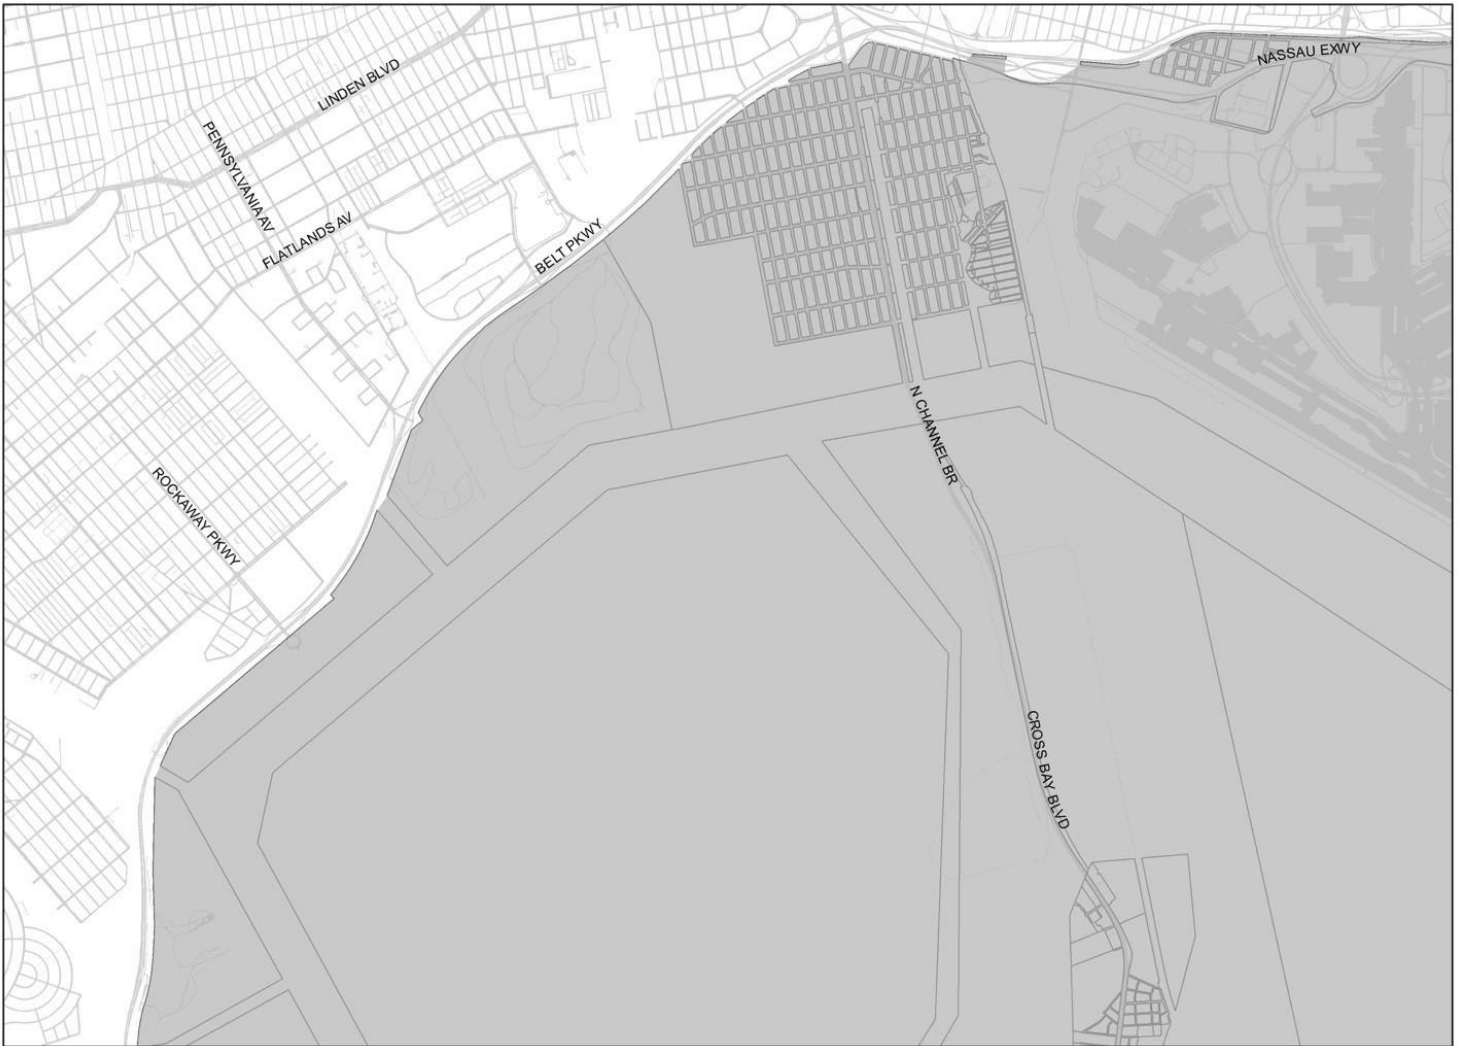 NASSAU EXWY
LINDEN BLVD
PENNSYLVANIA AV
FLATLANDS AV
BELT PKWY
N CHANNEL BR
ROCKAWAY PKWY
CROSS BAY BLVD